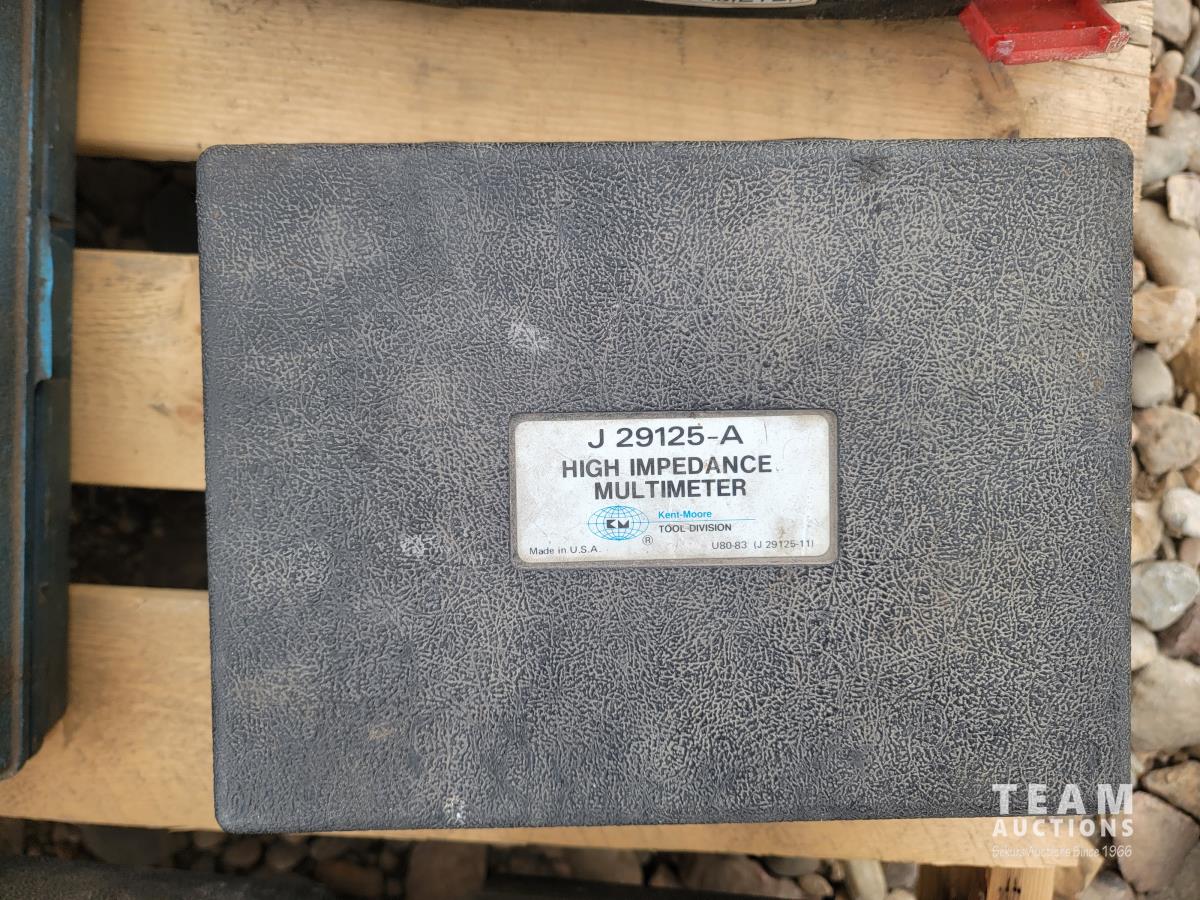 J 29125-A
HIGH IMPEDANCE
MULTIMETER
KM
Kent-Moore
TOOL DIVISION
®
Made in U.S.A.
U80-83 (J 29125-11)
TEAM
AUCTIONS
Auctions Since 1966